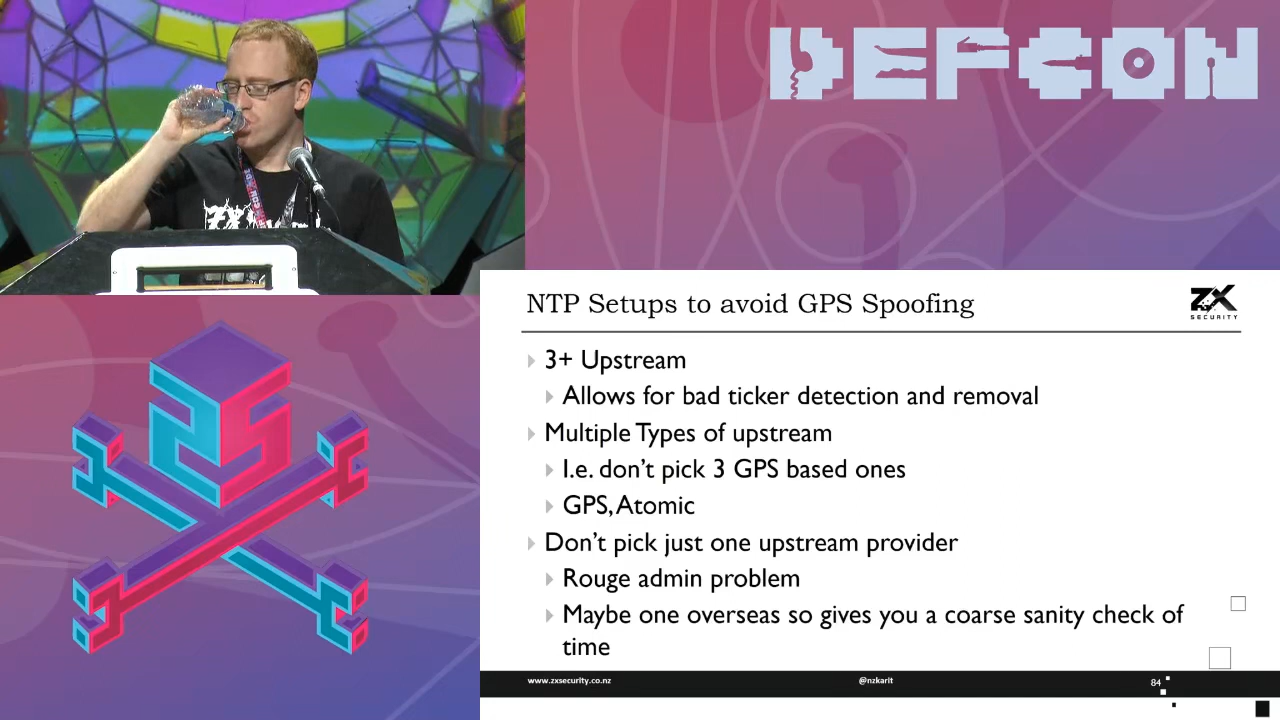 DEFCON
NTP Setups to avoid GPS Spoofing
ZX
SECURITY
3+ Upstream
Allows for bad ticker detection and removal
Multiple Types of upstream
I.e. don't pick 3 GPS based ones
GPS, Atomic
Don't pick just one upstream provider
Rouge admin problem
Maybe one overseas so gives you a coarse sanity check of
time
www.zxsecurity.co.nz
@nzkarit
84